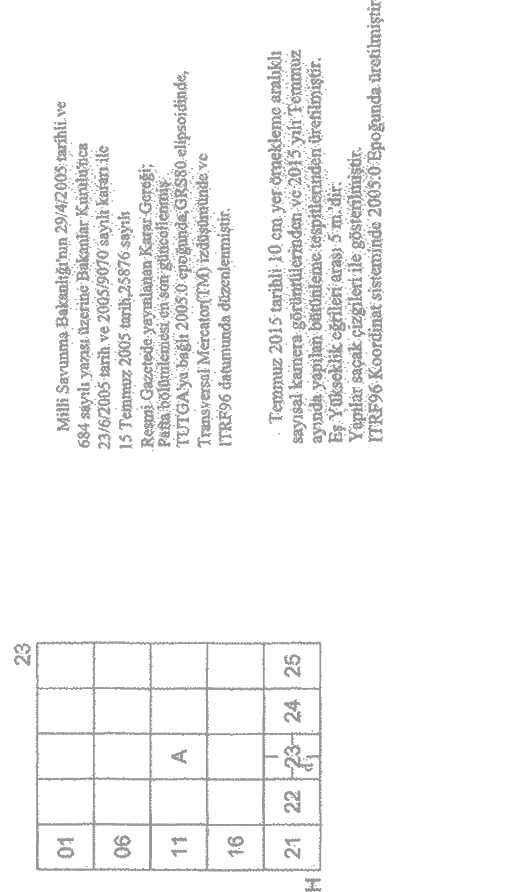 Milli Savunma Bakanlığı'nın 29/4/2005 tarihli ve
684 sayılı yazısı üzerine Bakanlar Kurulunca
23/6/2005 tarih ve 2005/9070 sayılı kararı ile
15 Temmuz 2005 tarih,25876 sayılı
Resmi Gazetede yayınlanan Karar Gereği;
Pafta bölümlemesi en son güncellenmiş
TUTGA'ya bağlı 2005.0 epoğunda,GRS80 elipsoidinde,
Transversal Mercator(TM) izdüşümünde ve
ITRF96 datumunda düzenlenmiştir.
Temmuz 2015 tarihli 10 cm yer örnekleme aralıklı
sayısal kamera görüntülerinden ve 2015 yılı Temmuz
ayında yapılan bütünleme tespitlerinden üretilmiştir.
Eş Yükseklik eğrileri arası 5 m.'dir.
Yapılar saçak çizgileri ile gösterilmiştir.
ITRF96 Koordinat sisteminde 2005.0 Epoğunda üretilmiştir
23
01
06
11 A
16
21 22 23 24 25
d
H